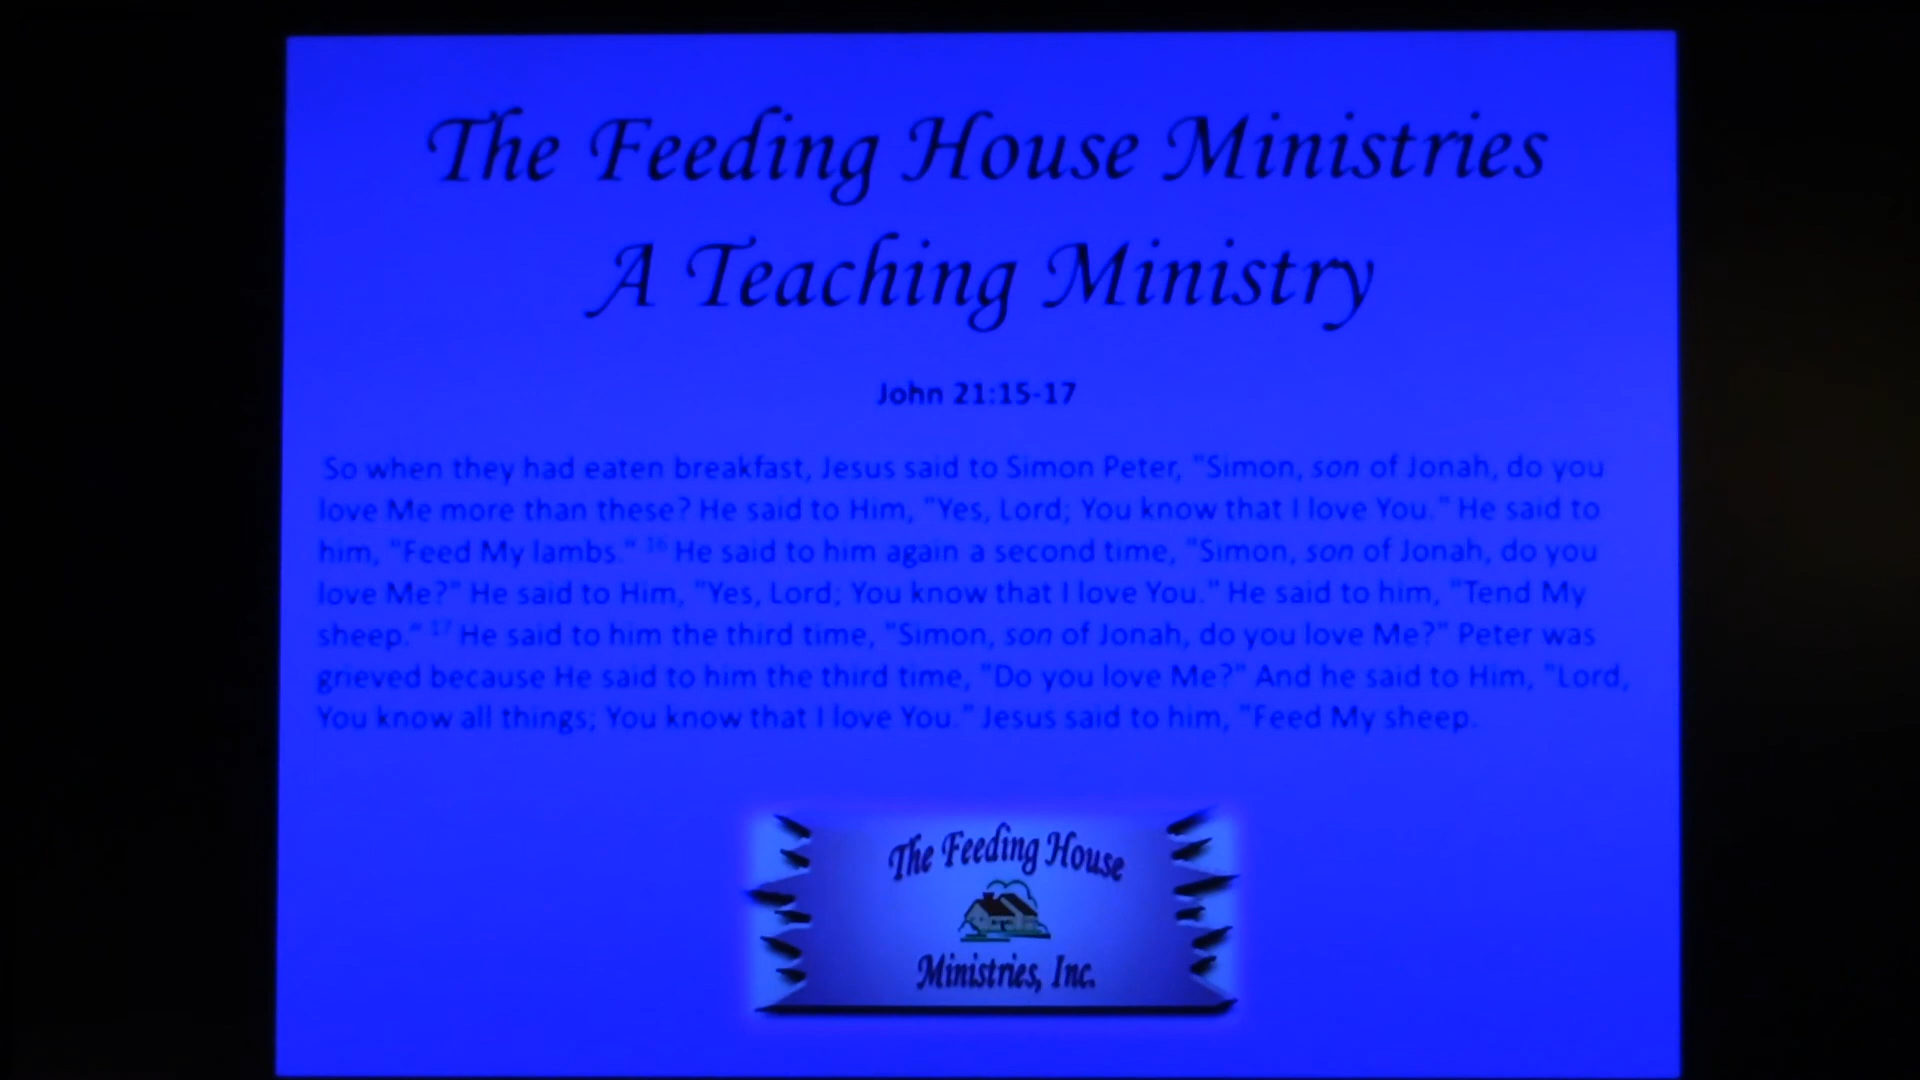 The Feeding House Ministries
A Teaching Ministry
John 21:15-17
So when they had eaten breakfast, Jesus said to Simon Peter, "Simon, son of Jonah, do you
love Me more than these? He said to Him, "Yes, Lord; You know that I love You." He said to
him, "Feed My lambs." 16 He said to him again a second time, "Simon, son of Jonah, do you
love Me?" He said to Him, "Yes, Lord; You know that I love You." He said to him, "Tend My
sheep." 17 He said to him the third time, "Simon, son of Jonah, do you love Me?" Peter was
grieved because He said to him the third time, "Do you love Me?" And he said to Him, "Lord,
You know all things; You know that I love You." Jesus said to him, "Feed My sheep.
The Feeding House
Ministries, Inc.